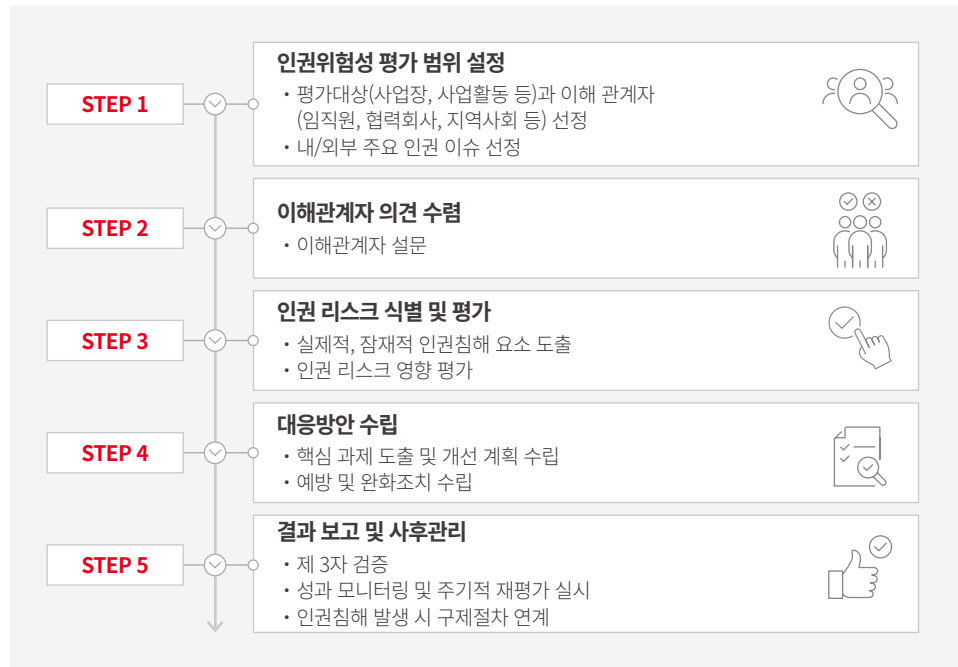 STEP 1
인권위험성 평가 범위 설정
・평가대상(사업장, 사업활동 등)과 이해 관계자
(임직원, 협력회사, 지역사회 등) 선정
・내/외부 주요 인권 이슈 선정
STEP 2
이해관계자 의견 수렴
・이해관계자 설문
STEP 3
인권 리스크 식별 및 평가
・실제적, 잠재적 인권침해 요소 도출
・인권 리스크 영향 평가
STEP 4
대응방안 수립
・핵심 과제 도출 및 개선 계획 수립
・예방 및 완화조치 수립
STEP 5
결과 보고 및 사후관리
・제 3자 검증
・성과 모니터링 및 주기적 재평가 실시
・인권침해 발생 시 구제절차 연계